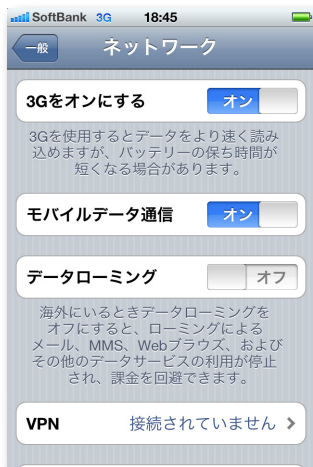 SoftBank 3G 18:45
一般 ネットワーク
3Gをオンにする オン
3Gを使用するとデータをより速く読み
込めますが、バッテリーの保ち時間が
短くなる場合があります。
モバイルデータ通信 オン
データローミング オフ
海外にいるときデータローミングを
オフにすると、ローミングによる
メール、MMS、Webブラウズ、および
その他のデータサービスの利用が停止
され、課金を回避できます。
VPN 接続されていません